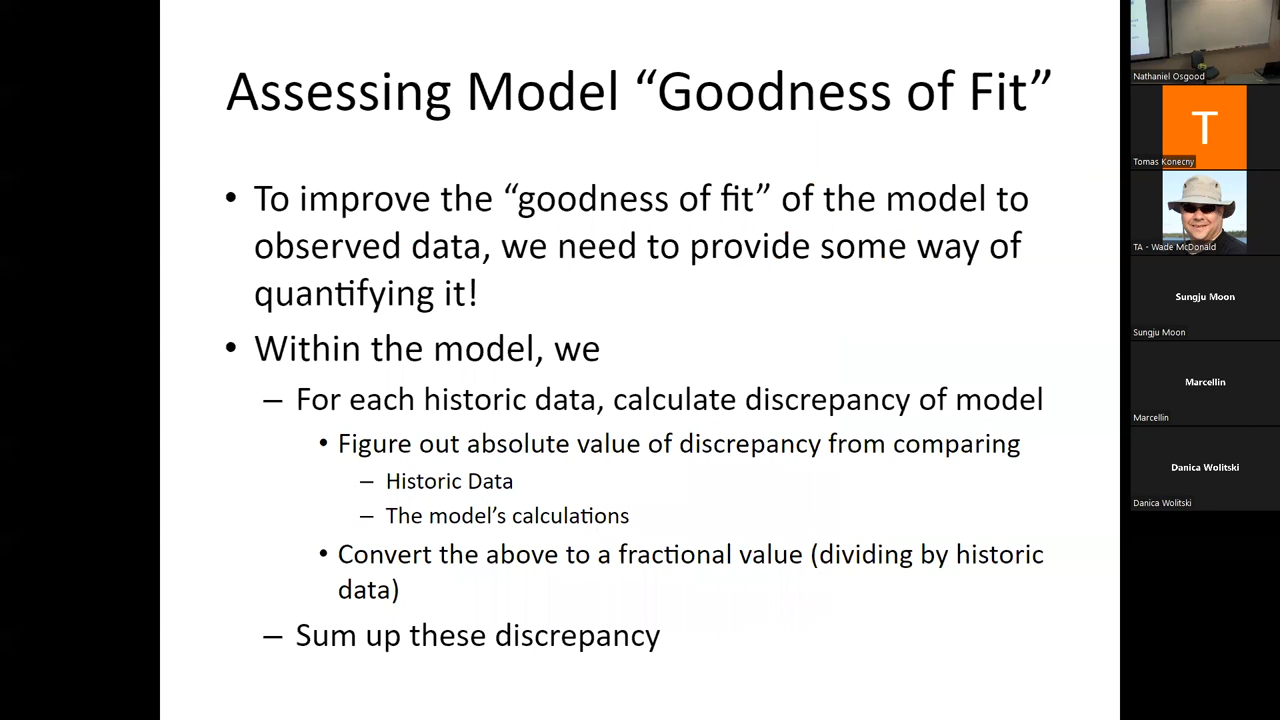 Assessing Model “Goodness of Fit”
• To improve the “goodness of fit” of the model to
observed data, we need to provide some way of
quantifying it!
• Within the model, we
– For each historic data, calculate discrepancy of model
• Figure out absolute value of discrepancy from comparing
– Historic Data
– The model’s calculations
• Convert the above to a fractional value (dividing by historic
data)
– Sum up these discrepancy
Nathaniel Osgood
T
Tomas Konecny
TA - Wade McDonald
Sungju Moon
Sungju Moon
Marcellin
Marcellin
Danica Wolitski
Danica Wolitski